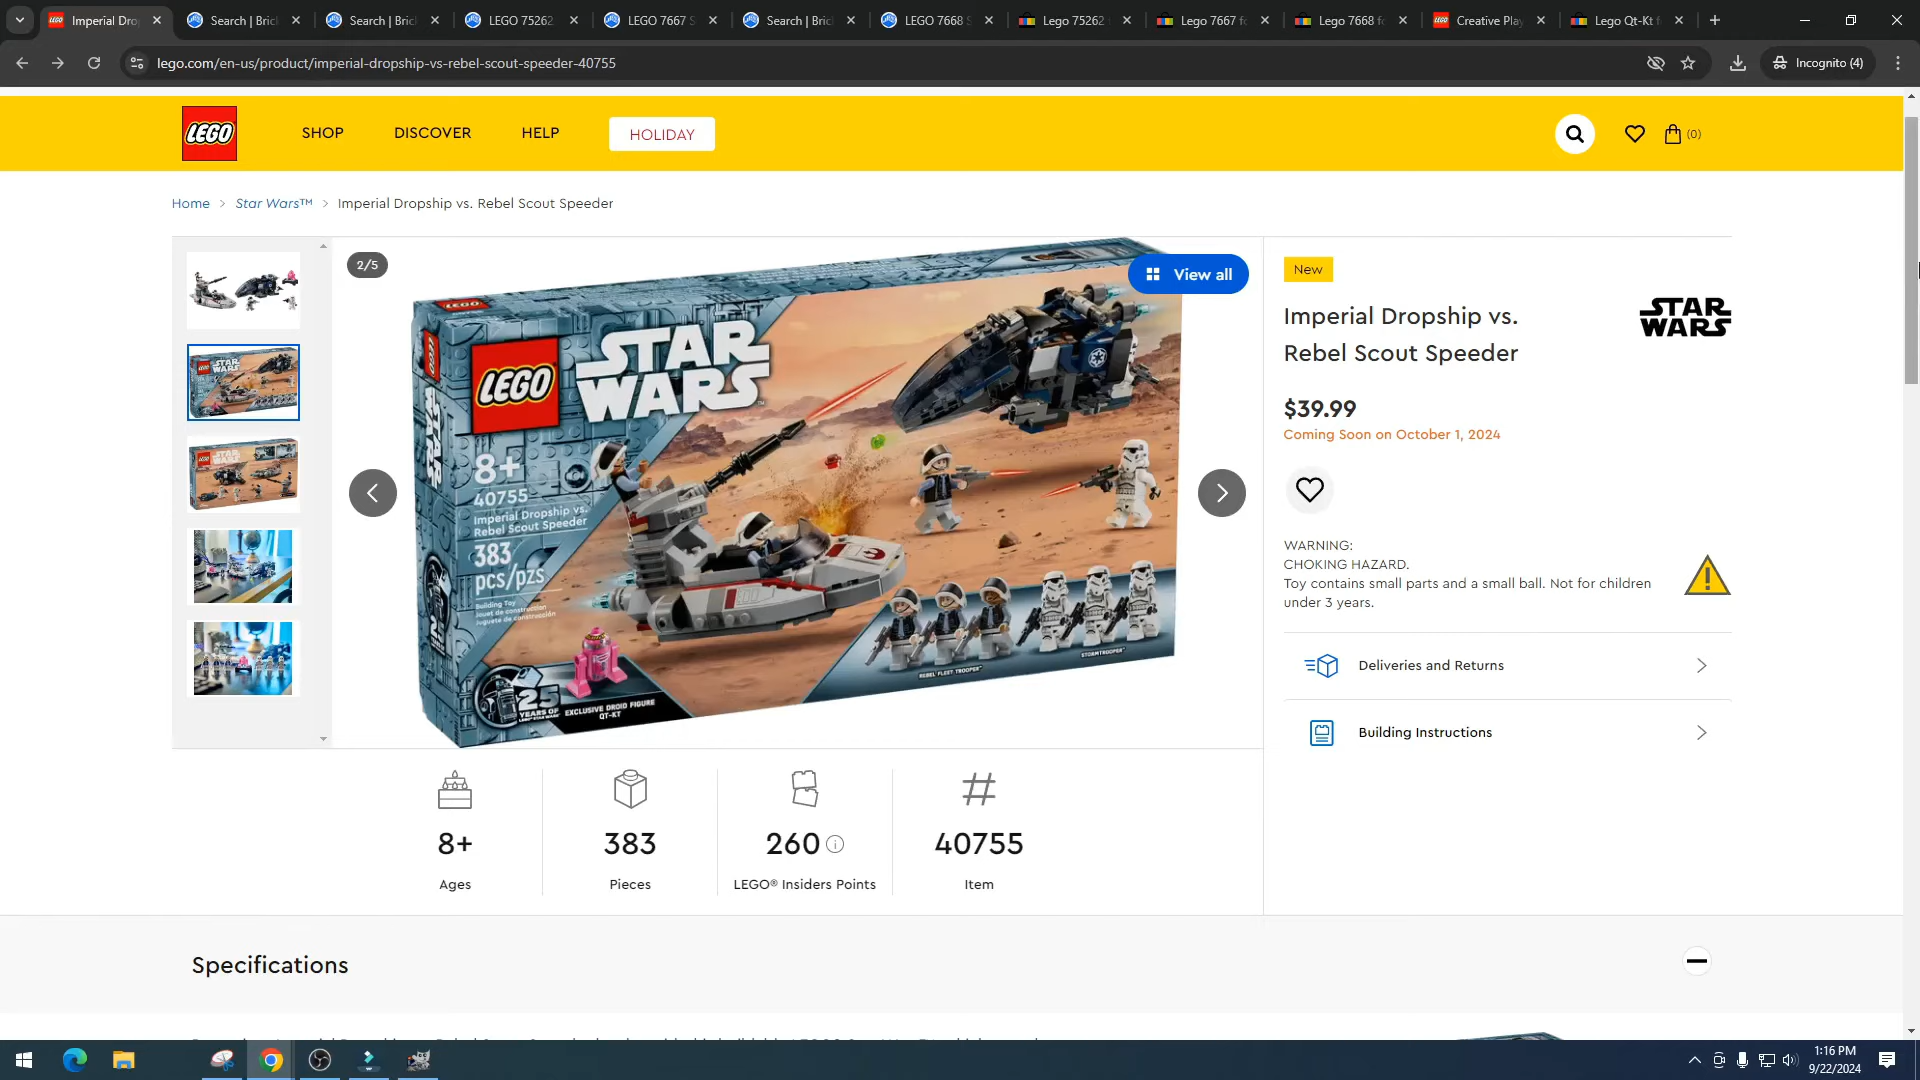 Imperial Dro
Search | Bric
Search | Bric
LEGO 75262
LEGO 7667 S
Search | Bric
LEGO 7668 S
Lego 75262
Lego 7667 fo
Lego 7668 fo
Creative Play
Lego Qt-Kt f
lego.com/en-us/product/imperial-dropship-vs-rebel-scout-speeder-40755
Incognito (4)
LEGO
SHOP
DISCOVER
HELP
HOLIDAY
(0)
Home > Star Wars™ > Imperial Dropship vs. Rebel Scout Speeder
2/5
View all
LEGO
STAR
WARS
8+
40755
Imperial Dropship vs.
Rebel Scout Speeder
383
pcs/pzs
Building Toy
Jouet de construction
Juguete de construcción
25
YEARS OF
EXCLUSIVE DROID FIGURE
QT-KT
REBEL FLEET TROOPER™
STORMTROOPER™
New
Imperial Dropship vs.
Rebel Scout Speeder
STAR
WARS
$39.99
Coming Soon on October 1, 2024
WARNING:
CHOKING HAZARD.
Toy contains small parts and a small ball. Not for children
under 3 years.
Deliveries and Returns
Building Instructions
8+
Ages
383
Pieces
260
LEGO® Insiders Points
40755
Item
Specifications
1:16 PM
9/22/2024